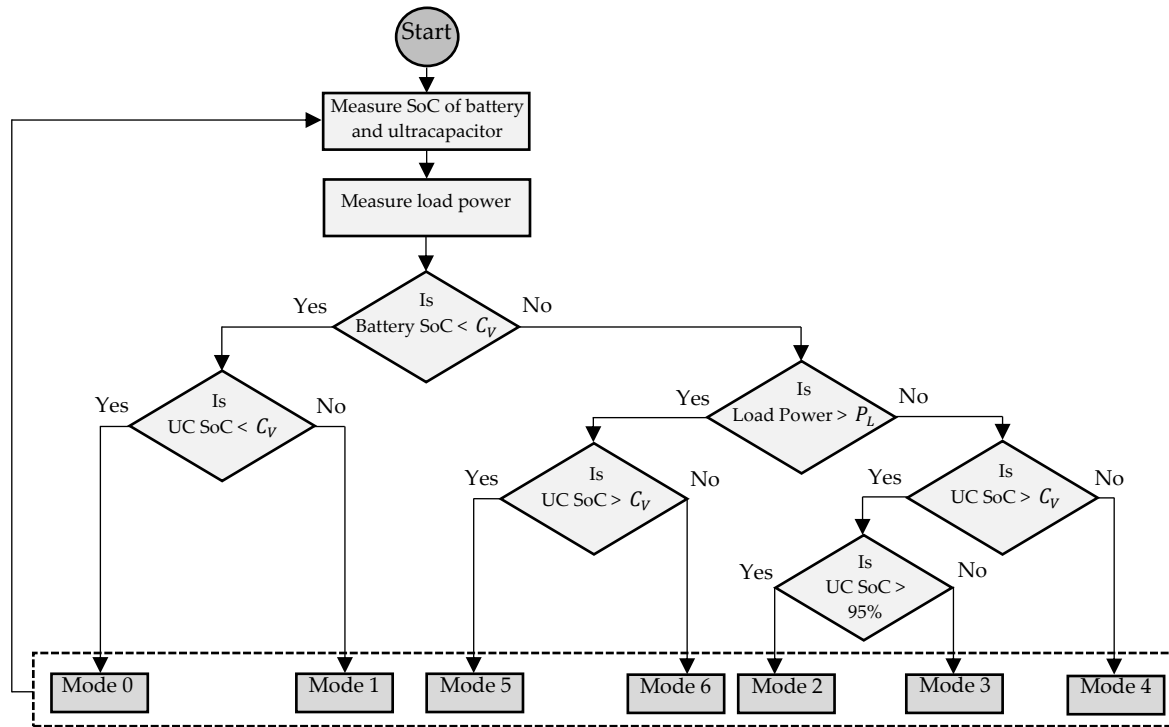 Start
Measure SoC of battery
and ultracapacitor
Measure load power
Yes
Is
Battery SoC < C_V
No
Yes
Is
UC SoC < C_V
No
Yes
Is
Load Power > P_L
No
Yes
Is
UC SoC > C_V
No
Yes
Is
UC SoC > C_V
No
Yes
Is
UC SoC >
95%
No
Mode 0
Mode 1
Mode 5
Mode 6
Mode 2
Mode 3
Mode 4